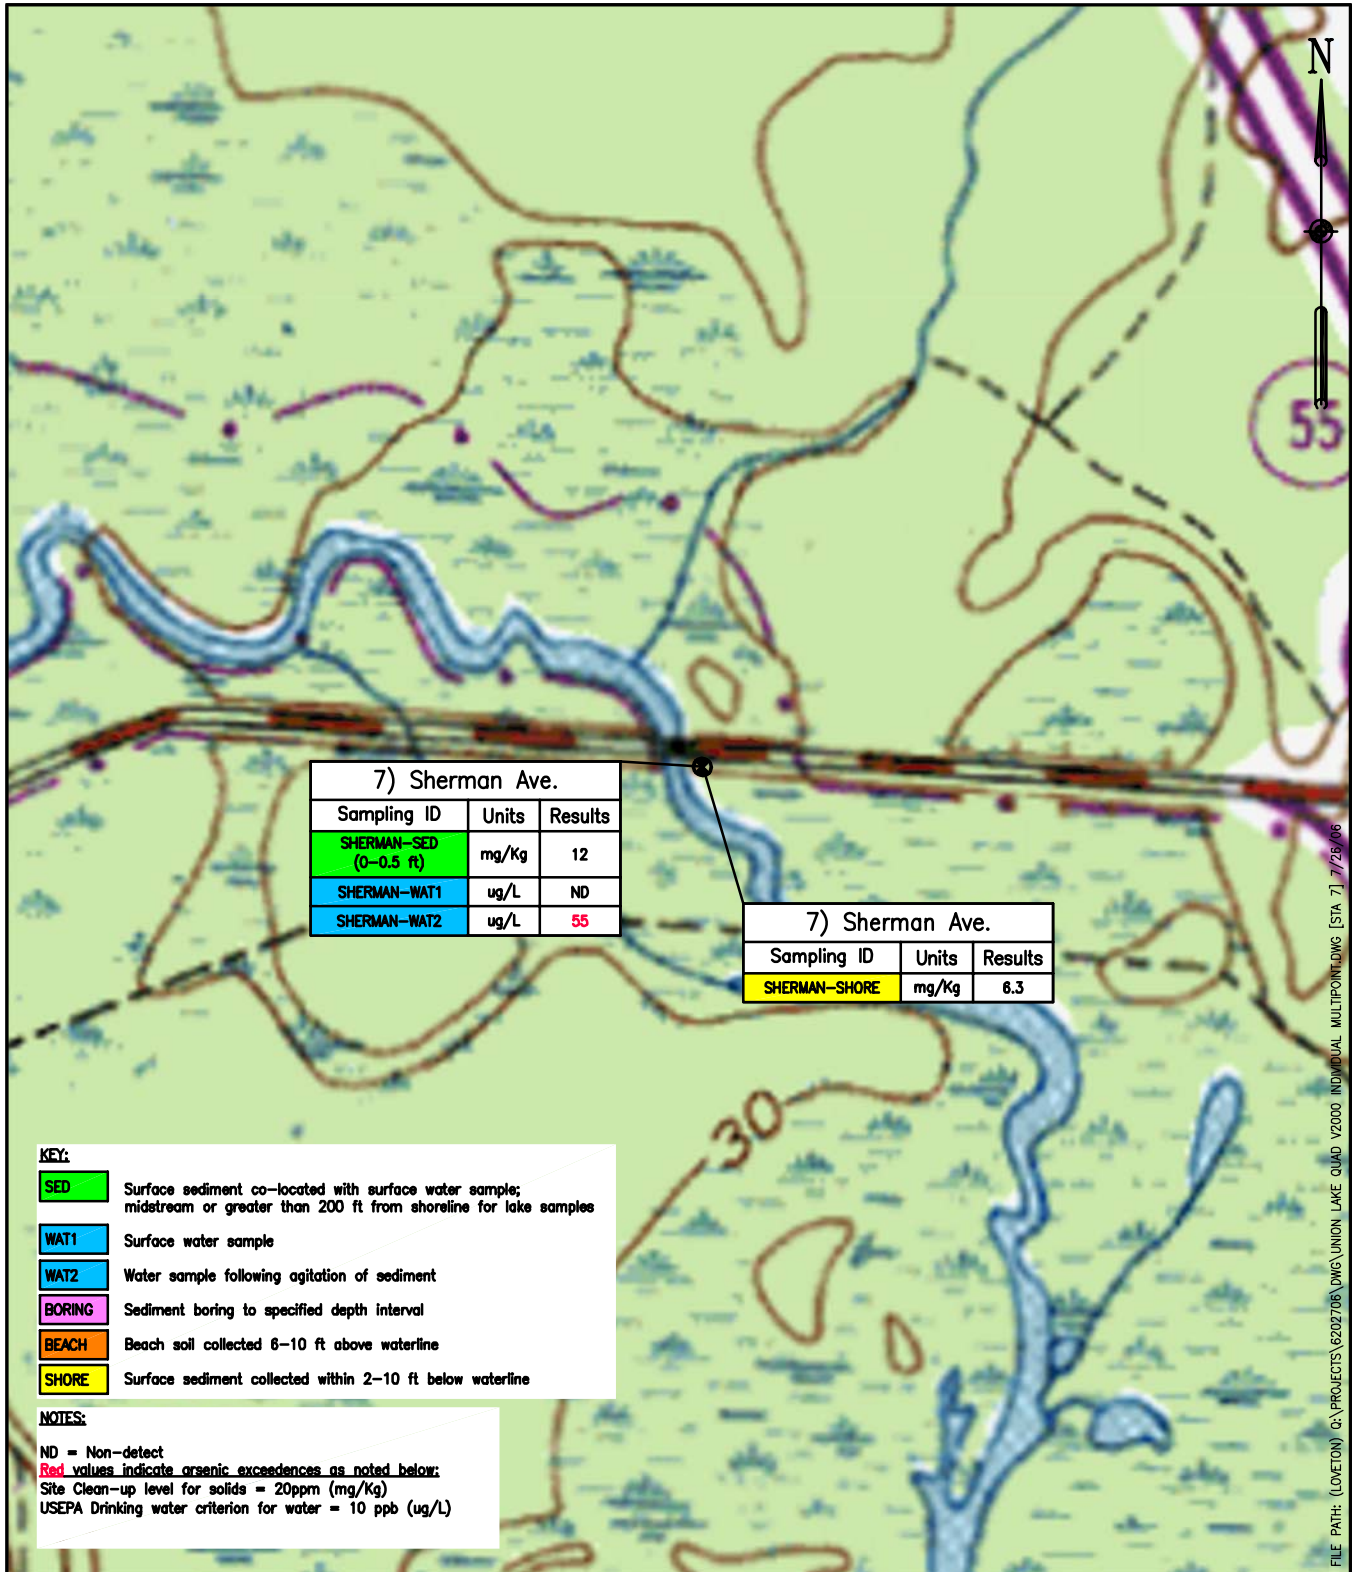 N
55
7) Sherman Ave.
Sampling ID Units Results
SHERMAN-SED
(0-0.5 ft) mg/Kg 12
SHERMAN-WAT1 ug/L ND
SHERMAN-WAT2 ug/L 55
7) Sherman Ave.
Sampling ID Units Results
SHERMAN-SHORE mg/Kg 6.3
30
KEY:
SED Surface sediment co-located with surface water sample;
midstream or greater than 200 ft from shoreline for lake samples
WAT1 Surface water sample
WAT2 Water sample following agitation of sediment
BORING Sediment boring to specified depth interval
BEACH Beach soil collected 6-10 ft above waterline
SHORE Surface sediment collected within 2-10 ft below waterline
NOTES:
ND = Non-detect
Red values indicate arsenic exceedences as noted below:
Site Clean-up level for solids = 20ppm (mg/Kg)
USEPA Drinking water criterion for water = 10 ppb (ug/L)
FILE PATH: (LOVETON) Q:\PROJECTS\6202706\DWG\UNION LAKE QUAD V2000 INDIVIDUAL MULTIPOINT.DWG [STA 7] 7/26/06